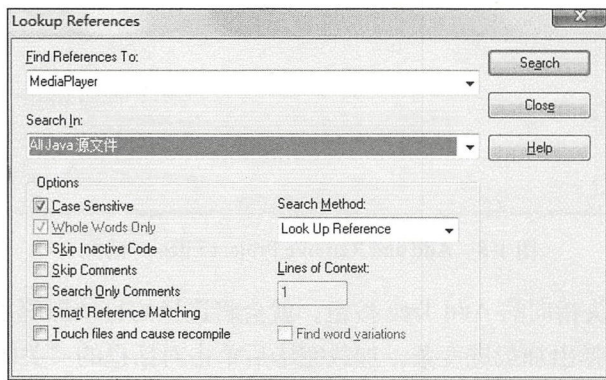 Lookup References
Find References To:
MediaPlayer
Search
Close
Search In:
All Java 源文件
Help
Options
Case Sensitive
Whole Words Only
Skip Inactive Code
Skip Comments
Search Only Comments
Smart Reference Matching
Touch files and cause recompile
Search Method:
Look Up Reference
Lines of Context:
1
Find word variations